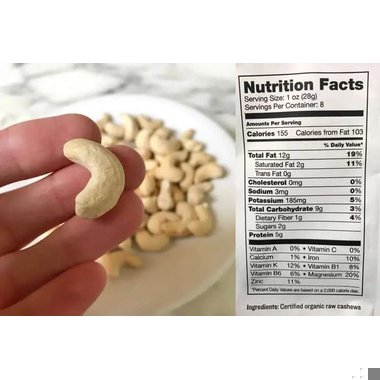 Nutrition Facts
Serving Size: 1 oz (28g)
Servings Per Container: 8
Amounts Per Serving
Calories 155 Calories from Fat 103
% Daily Value*
Total Fat 12g 19%
Saturated Fat 2g 11%
Trans Fat 0g
Cholesterol 0mg 0%
Sodium 3mg 0%
Potassium 185mg 5%
Total Carbohydrate 9g 3%
Dietary Fiber 1g 4%
Sugars 2g
Protein 5g
Vitamin A 0% • Vitamin C 0%
Calcium 1% • Iron 10%
Vitamin K 12% • Vitamin B1 8%
Vitamin B6 6% • Magnesium 20%
Zinc 11%
*Percent Daily Values are based on a 2,000 calorie diet.
Ingredients: Certified organic raw cashews